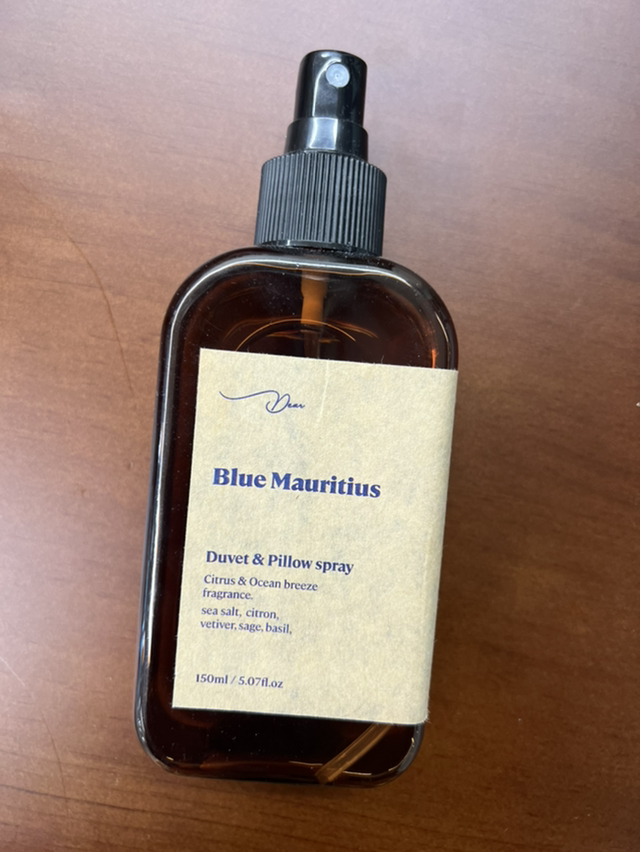 Dear
Blue Mauritius
Duvet & Pillow spray
Citrus & Ocean breeze
fragrance.
sea salt, citron,
vetiver, sage, basil,
150ml / 5.07fl.oz